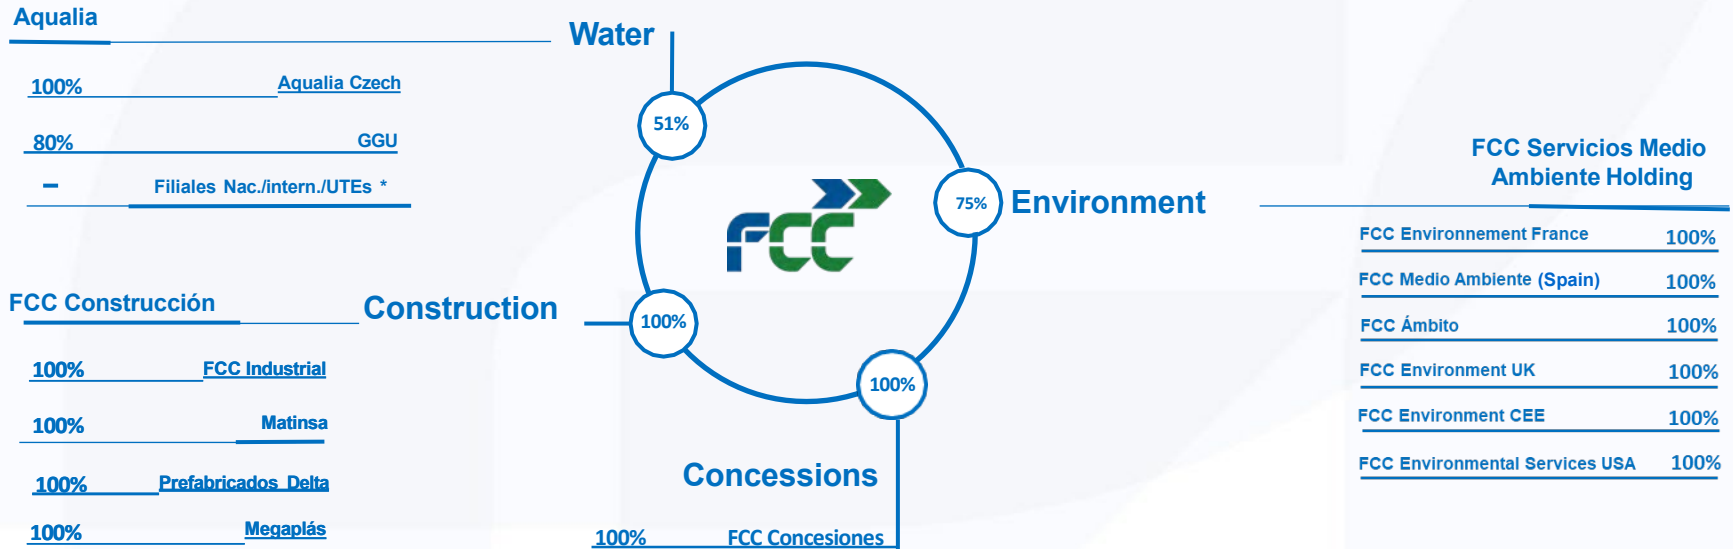 Aqualia
Water
100% Aqualia Czech
80% GGU
– Filiales Nac./intern./UTEs *
51%
FCC
75%
Environment
FCC Servicios Medio
Ambiente Holding
FCC Environnement France 100%
FCC Medio Ambiente (Spain) 100%
FCC Ámbito 100%
FCC Environment UK 100%
FCC Environment CEE 100%
FCC Environmental Services USA 100%
FCC Construcción
Construction
100%
100% FCC Industrial
100% Matinsa
100% Prefabricados Delta
100% Megaplás
100%
Concessions
100% FCC Concesiones